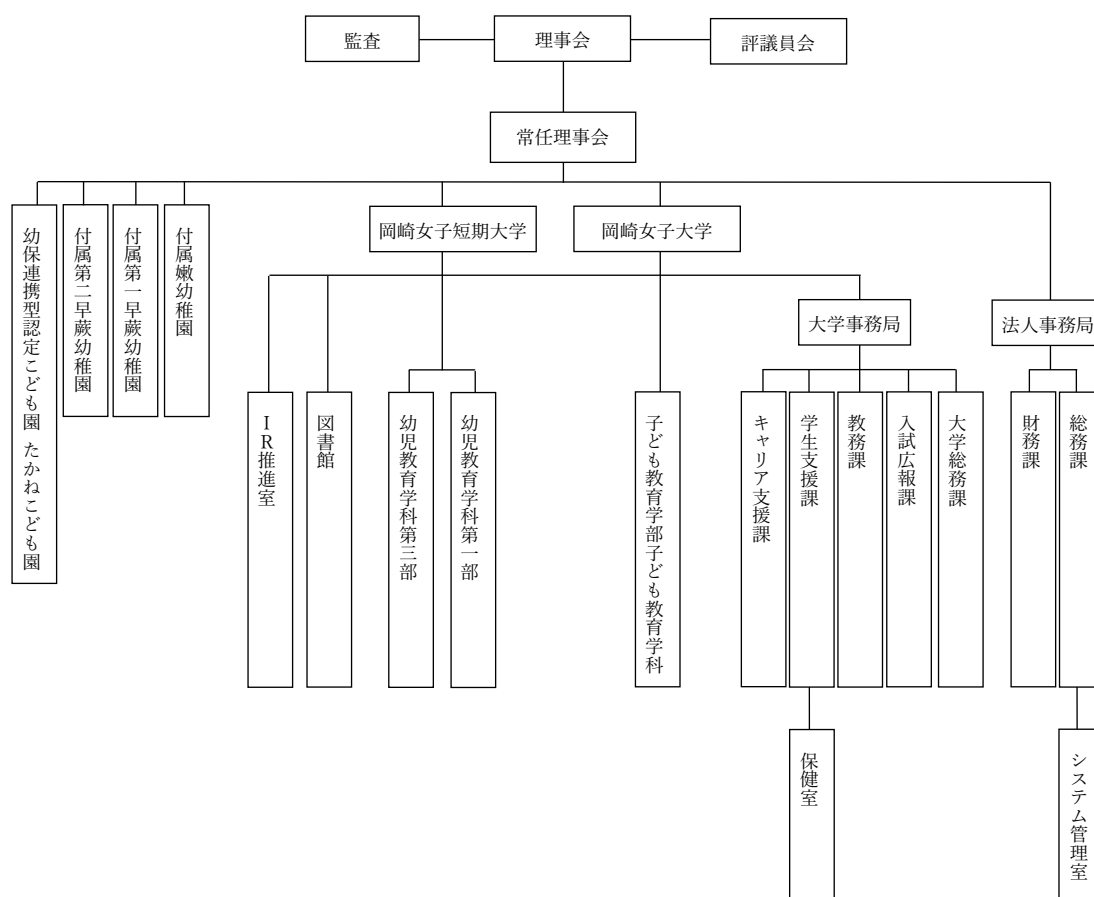 監査
理事会
評議員会
常任理事会
幼保連携型認定こども園 たかねこども園
付属第二早蕨幼稚園
付属第一早蕨幼稚園
付属嫩幼稚園
岡崎女子短期大学
岡崎女子大学
大学事務局
法人事務局
IR推進室
図書館
幼児教育学科第三部
幼児教育学科第一部
子ども教育学部子ども教育学科
キャリア支援課
学生支援課
教務課
入試広報課
大学総務課
財務課
総務課
保健室
システム管理室